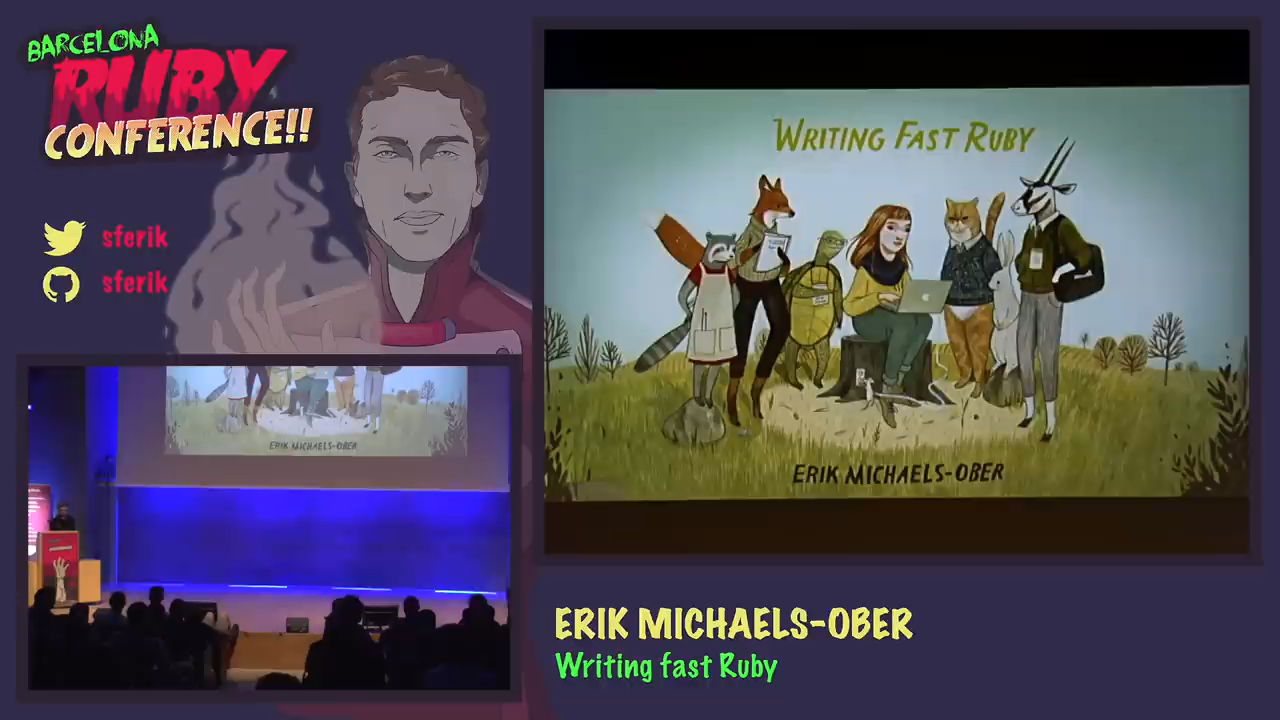 BARCELONA
RUBY
CONFERENCE!!
sferik
sferik
WRITING FAST RUBY
ERIK MICHAELS-OBER
ERIK MICHAELS-OBER
ERIK MICHAELS-OBER
Writing fast Ruby